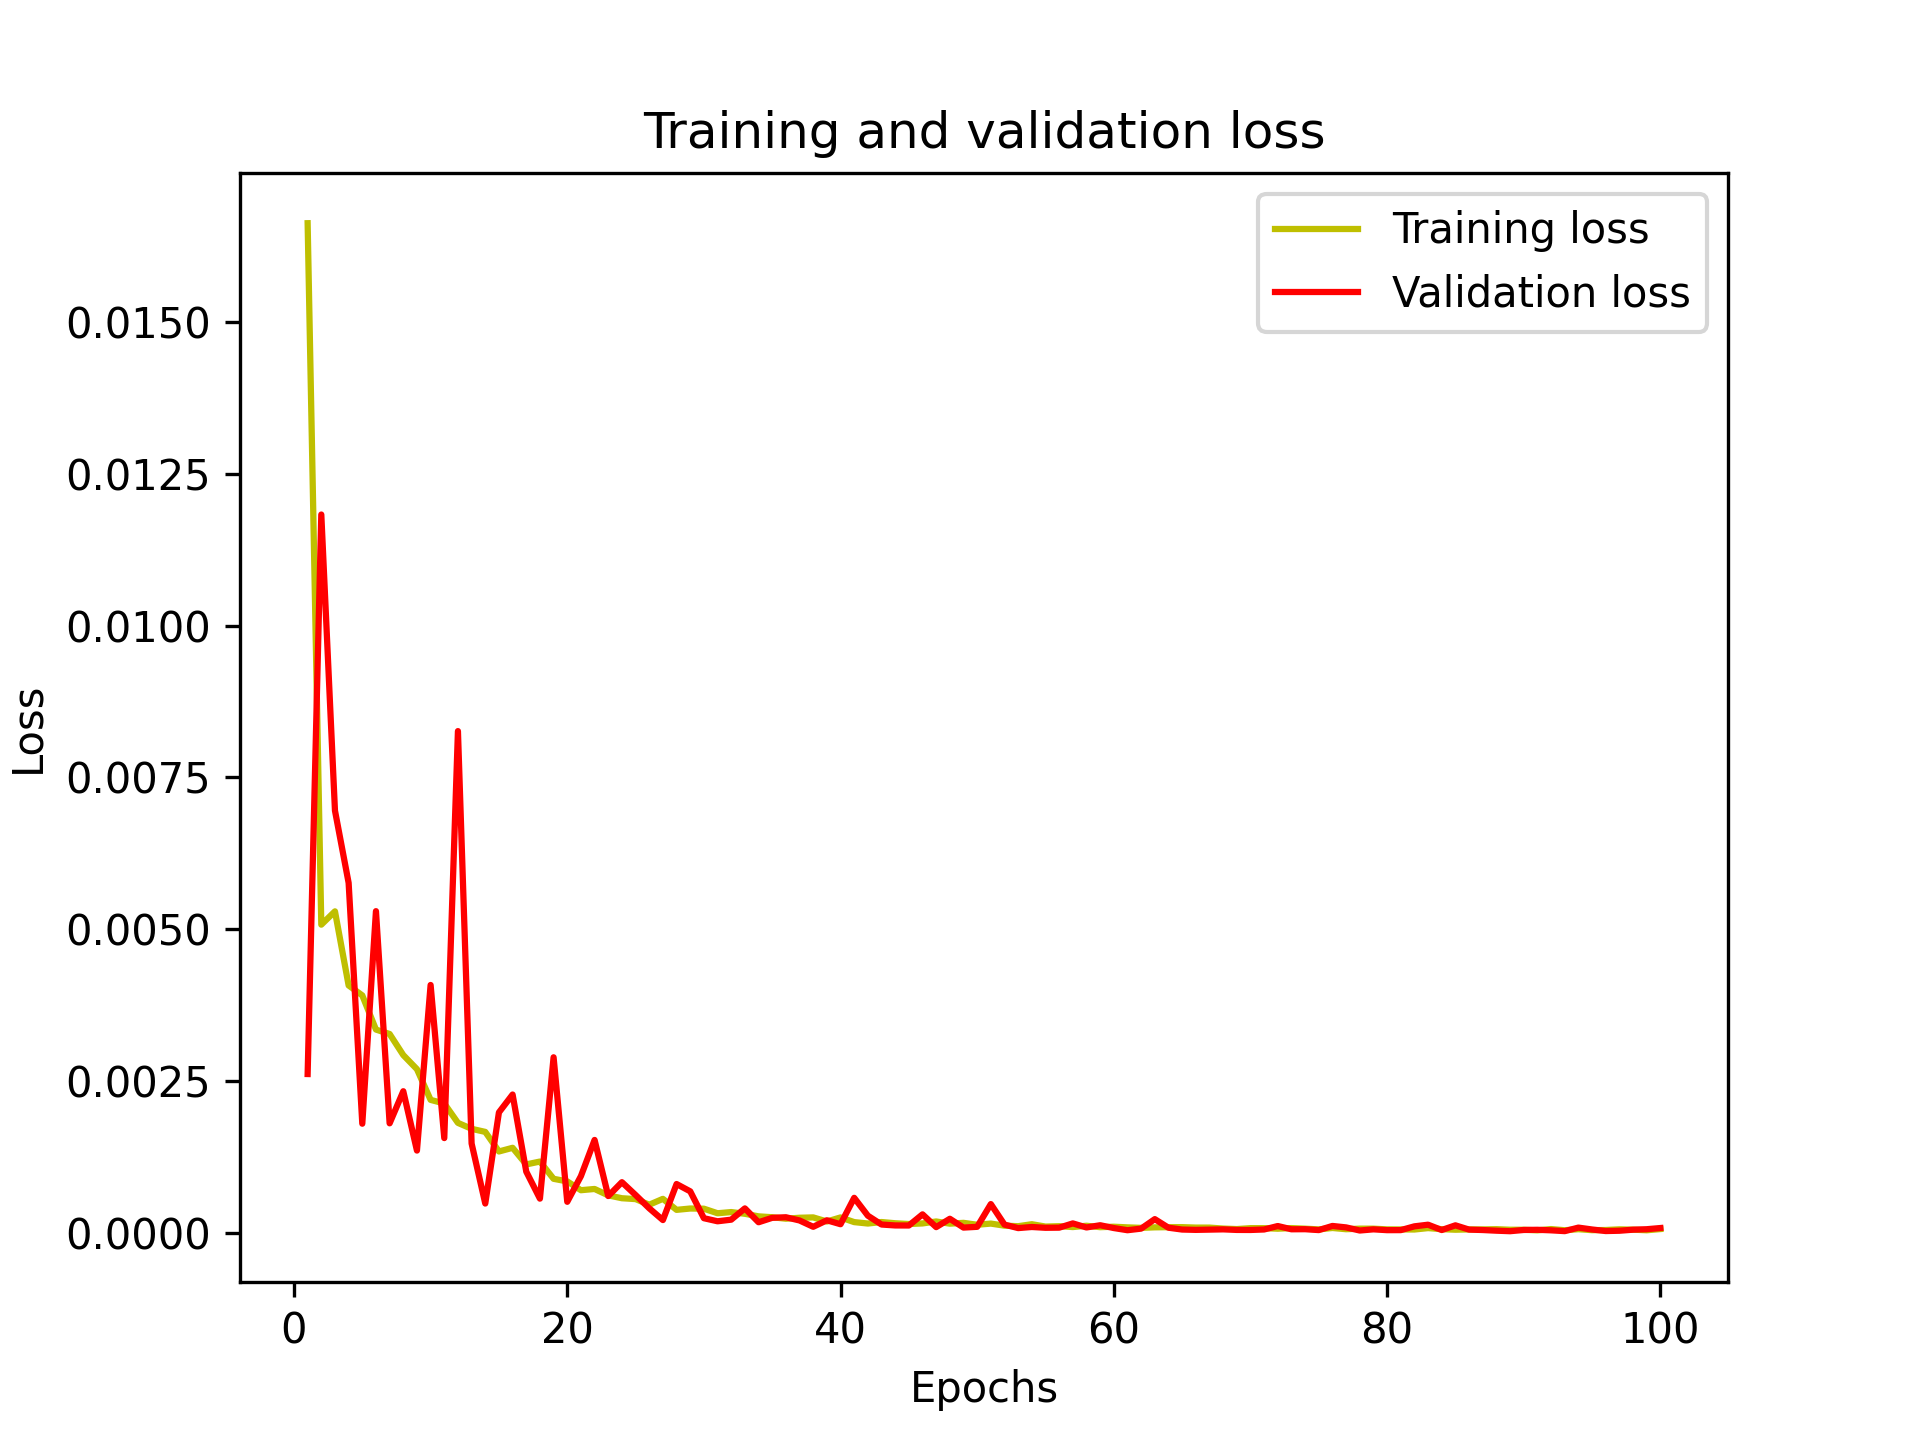 Training and validation loss
Training loss
Validation loss
0.0150
0.0125
0.0100
0.0075
0.0050
0.0025
0.0000
Loss
0 20 40 60 80 100
Epochs